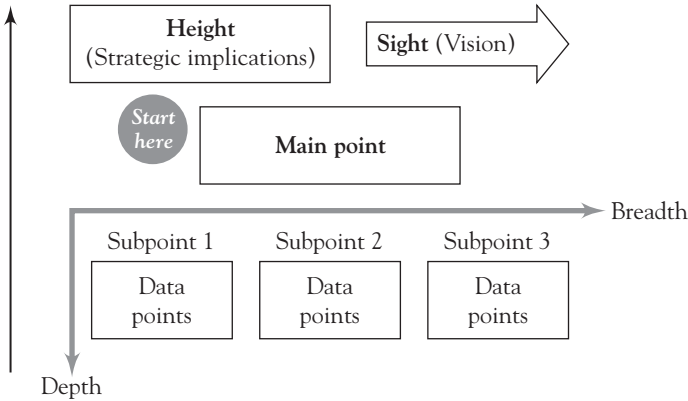 Height
(Strategic implications)
Sight (Vision)
Start
here
Main point
Breadth
Subpoint 1
Subpoint 2
Subpoint 3
Data
points
Data
points
Data
points
Depth